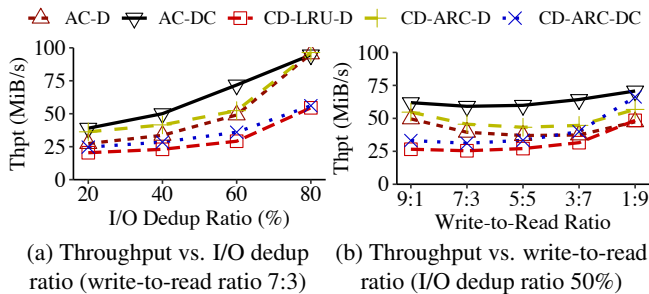 AC-D AC-DC CD-LRU-D CD-ARC-D CD-ARC-DC
Thpt (MiB/s)
100
75
50
25
0
20 40 60 80
I/O Dedup Ratio (%)
(a) Throughput vs. I/O dedup
ratio (write-to-read ratio 7:3)
Thpt (MiB/s)
100
75
50
25
0
9:1 7:3 5:5 3:7 1:9
Write-to-Read Ratio
(b) Throughput vs. write-to-read
ratio (I/O dedup ratio 50%)